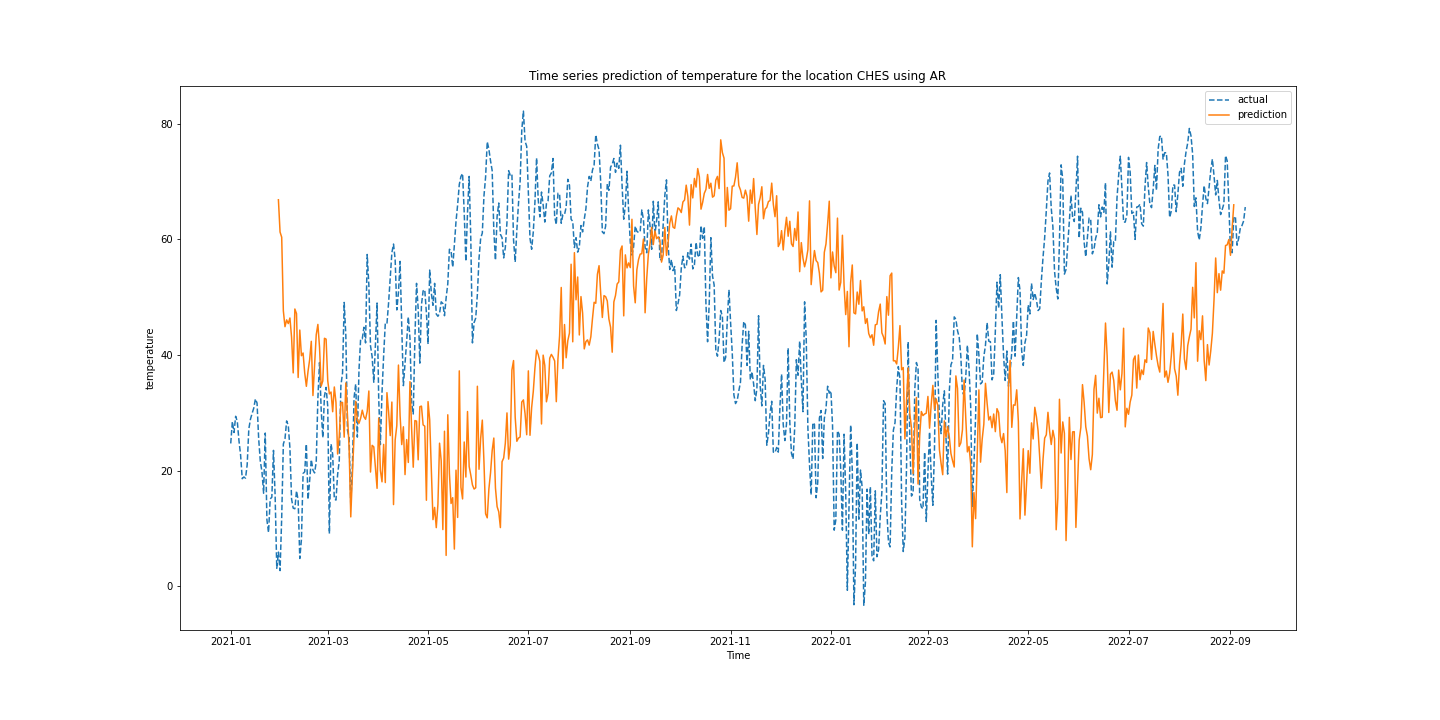 Time series prediction of temperature for the location CHES using AR
actual
prediction
80
60
40
20
0
temperature
2021-01 2021-03 2021-05 2021-07 2021-09 2021-11 2022-01 2022-03 2022-05 2022-07 2022-09
Time